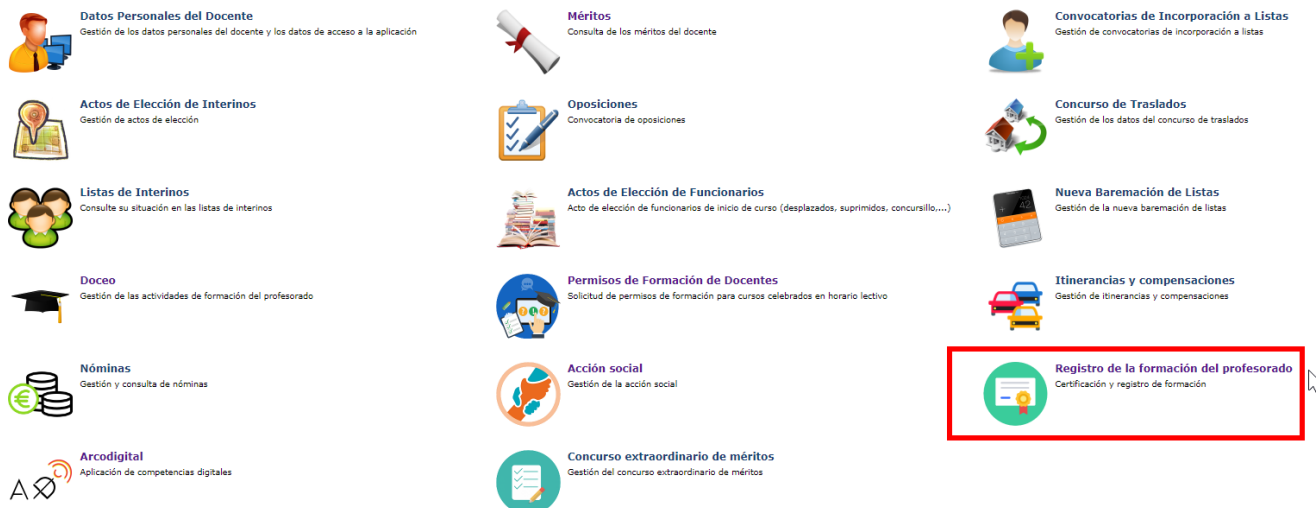 Datos Personales del Docente
Gestión de los datos personales del docente y los datos de acceso a la aplicación
Méritos
Consulta de los méritos del docente
Convocatorias de Incorporación a Listas
Gestión de convocatorias de incorporación a listas
Actos de Elección de Interinos
Gestión de actos de elección
Oposiciones
Convocatoria de oposiciones
Concurso de Traslados
Gestión de los datos del concurso de traslados
Listas de Interinos
Consulte su situación en las listas de interinos
Actos de Elección de Funcionarios
Acto de elección de funcionarios de inicio de curso (desplazados, suprimidos, concursillo,...)
Nueva Baremación de Listas
Gestión de la nueva baremación de listas
Doceo
Gestión de las actividades de formación del profesorado
Permisos de Formación de Docentes
Solicitud de permisos de formación para cursos celebrados en horario lectivo
Itinerancias y compensaciones
Gestión de itinerancias y compensaciones
Nóminas
Gestión y consulta de nóminas
Acción social
Gestión de la acción social
Registro de la formación del profesorado
Certificación y registro de formación
Arcodigital
Aplicación de competencias digitales
Concurso extraordinario de méritos
Gestión del concurso extraordinario de méritos